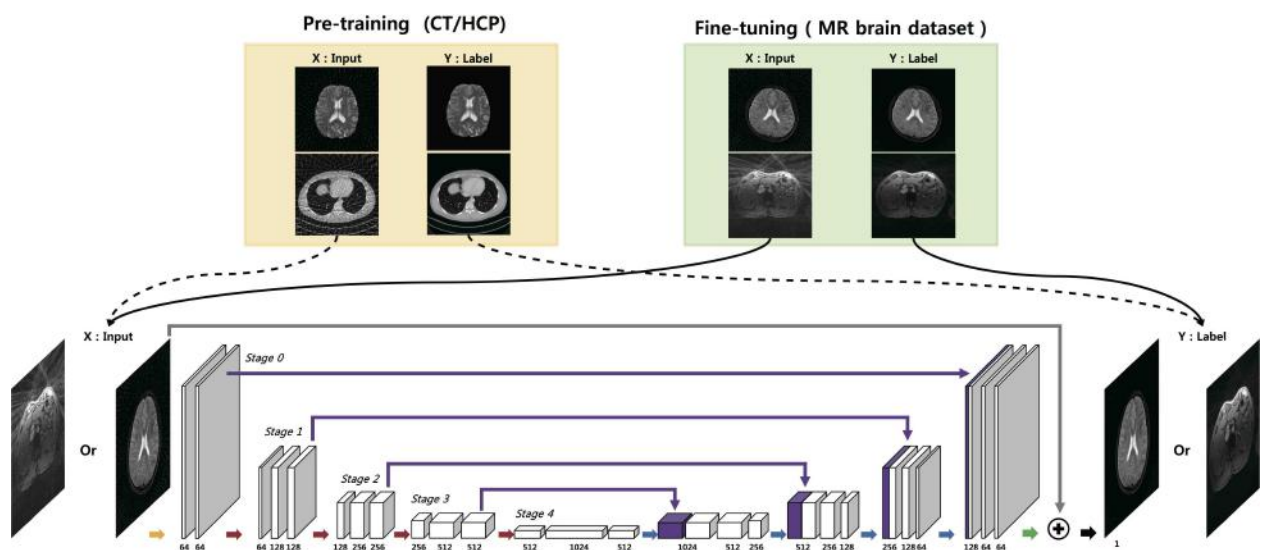 Pre-training (CT/HCP)
Fine-tuning ( MR brain dataset )
X : Input
Y : Label
X : Input
Y : Label
X : Input
Y : Label
Stage 0
Stage 1
Stage 2
Stage 3
Stage 4
Or
Or
64 64
64 128 128
128 256 256
256 512 512
512 1024 512
1024 512 256
512 256 128
256 128 64
128 64 64
1